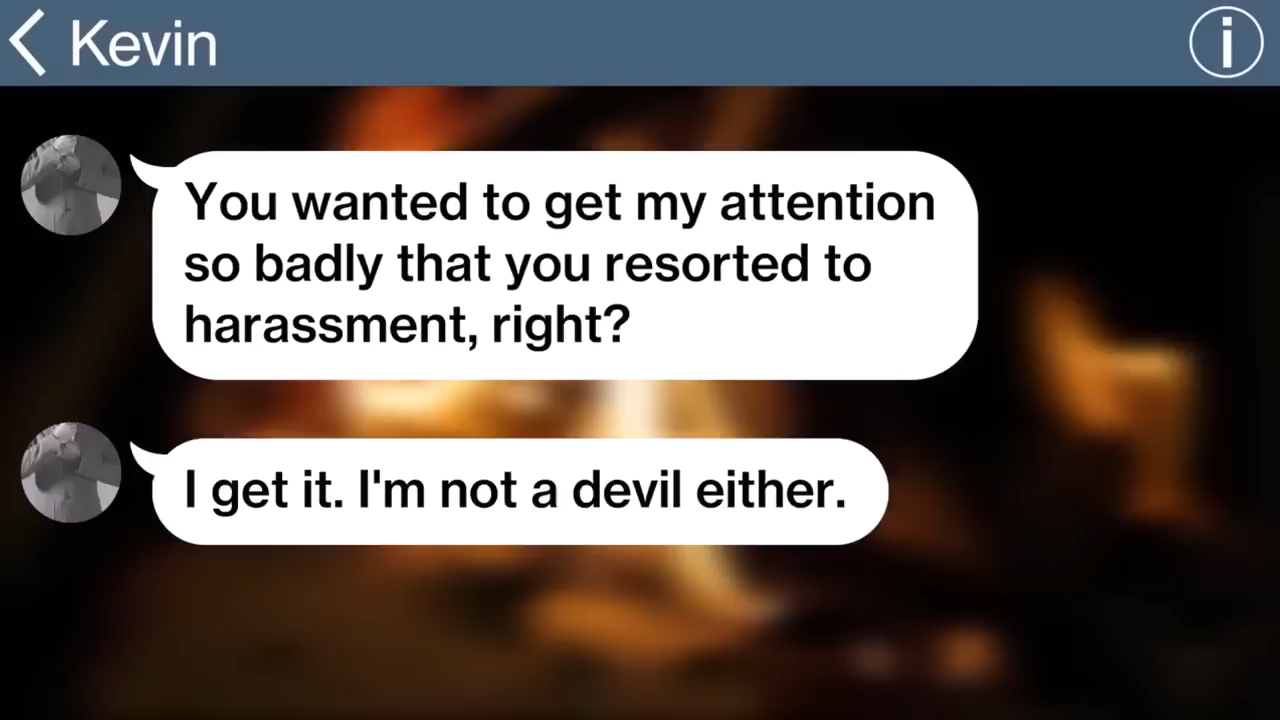 Kevin
You wanted to get my attention
so badly that you resorted to
harassment, right?
I get it. I'm not a devil either.